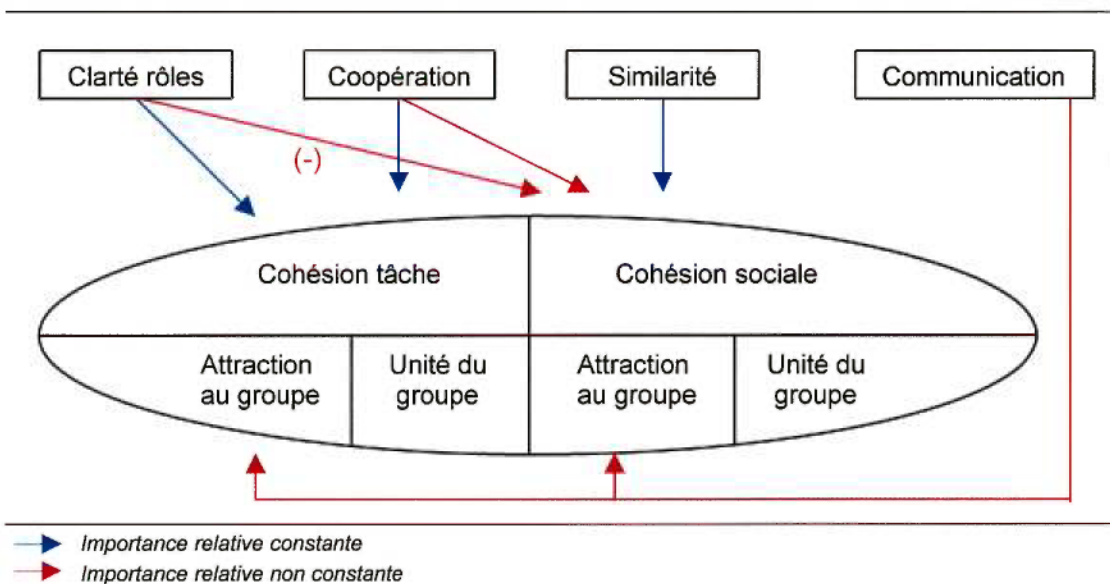 Clarté rôles
Coopération
Similarité
Communication
(-)
Cohésion tâche
Cohésion sociale
Attraction
au groupe
Unité du
groupe
Attraction
au groupe
Unité du
groupe
Importance relative constante
Importance relative non constante